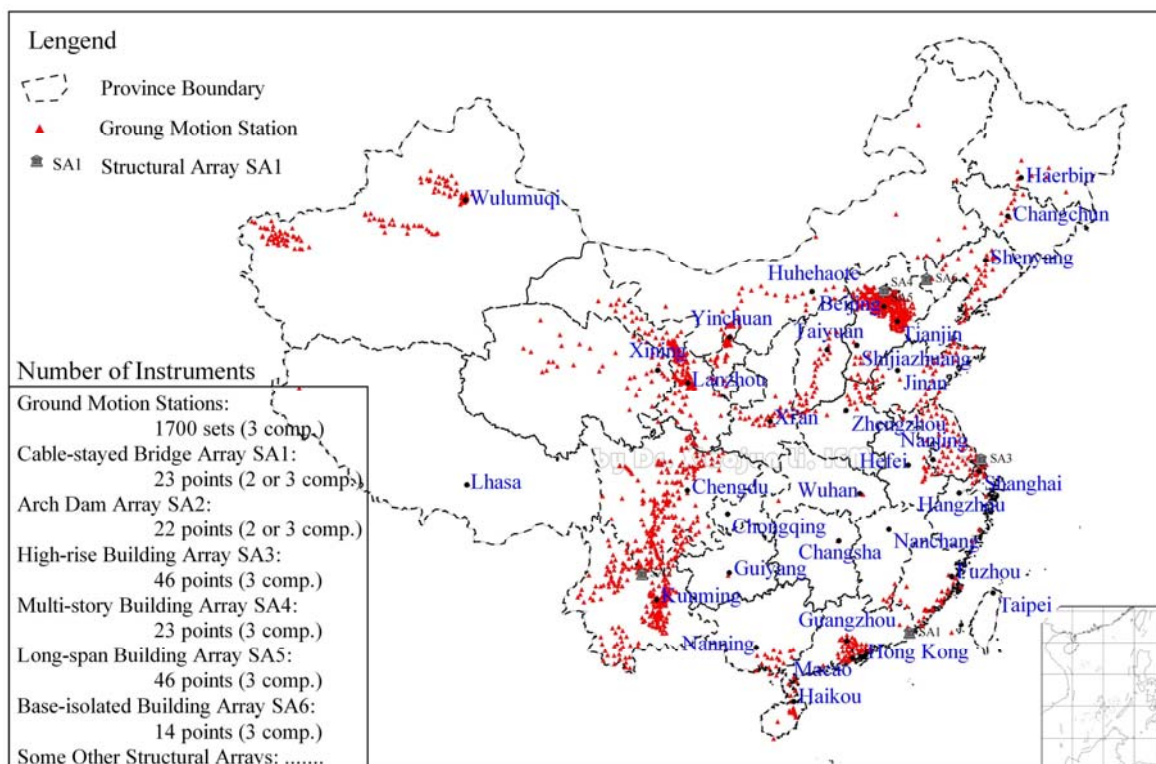 Lengend
Province Boundary
Groung Motion Station
SA1 Structural Array SA1
Number of Instruments
Ground Motion Stations:
1700 sets (3 comp.)
Cable-stayed Bridge Array SA1:
23 points (2 or 3 comp.)
Arch Dam Array SA2:
22 points (2 or 3 comp.)
High-rise Building Array SA3:
46 points (3 comp.)
Multi-story Building Array SA4:
23 points (3 comp.)
Long-span Building Array SA5:
46 points (3 comp.)
Base-isolated Building Array SA6:
14 points (3 comp.)
Some Other Structural Arrays: .......
Haerbin
Wulumuqi
Changchun
Shenyang
Huhehaote
SA4
SA6
SA5
Beijing
Yinchuan
Taiyuan
Tianjin
Xining
Shijiazhuang
Lanzhou
Jinan
Xi'an
Zhengzhou
Nanjing
Hefei
SA3
Lhasa
Chengdu
Wuhan
Shanghai
Hangzhou
Chongqing
Nanchang
Changsha
Guiyang
Fuzhou
Kunming
Taipei
Guangzhou
SA1
Nanning
Hong Kong
Macao
Haikou